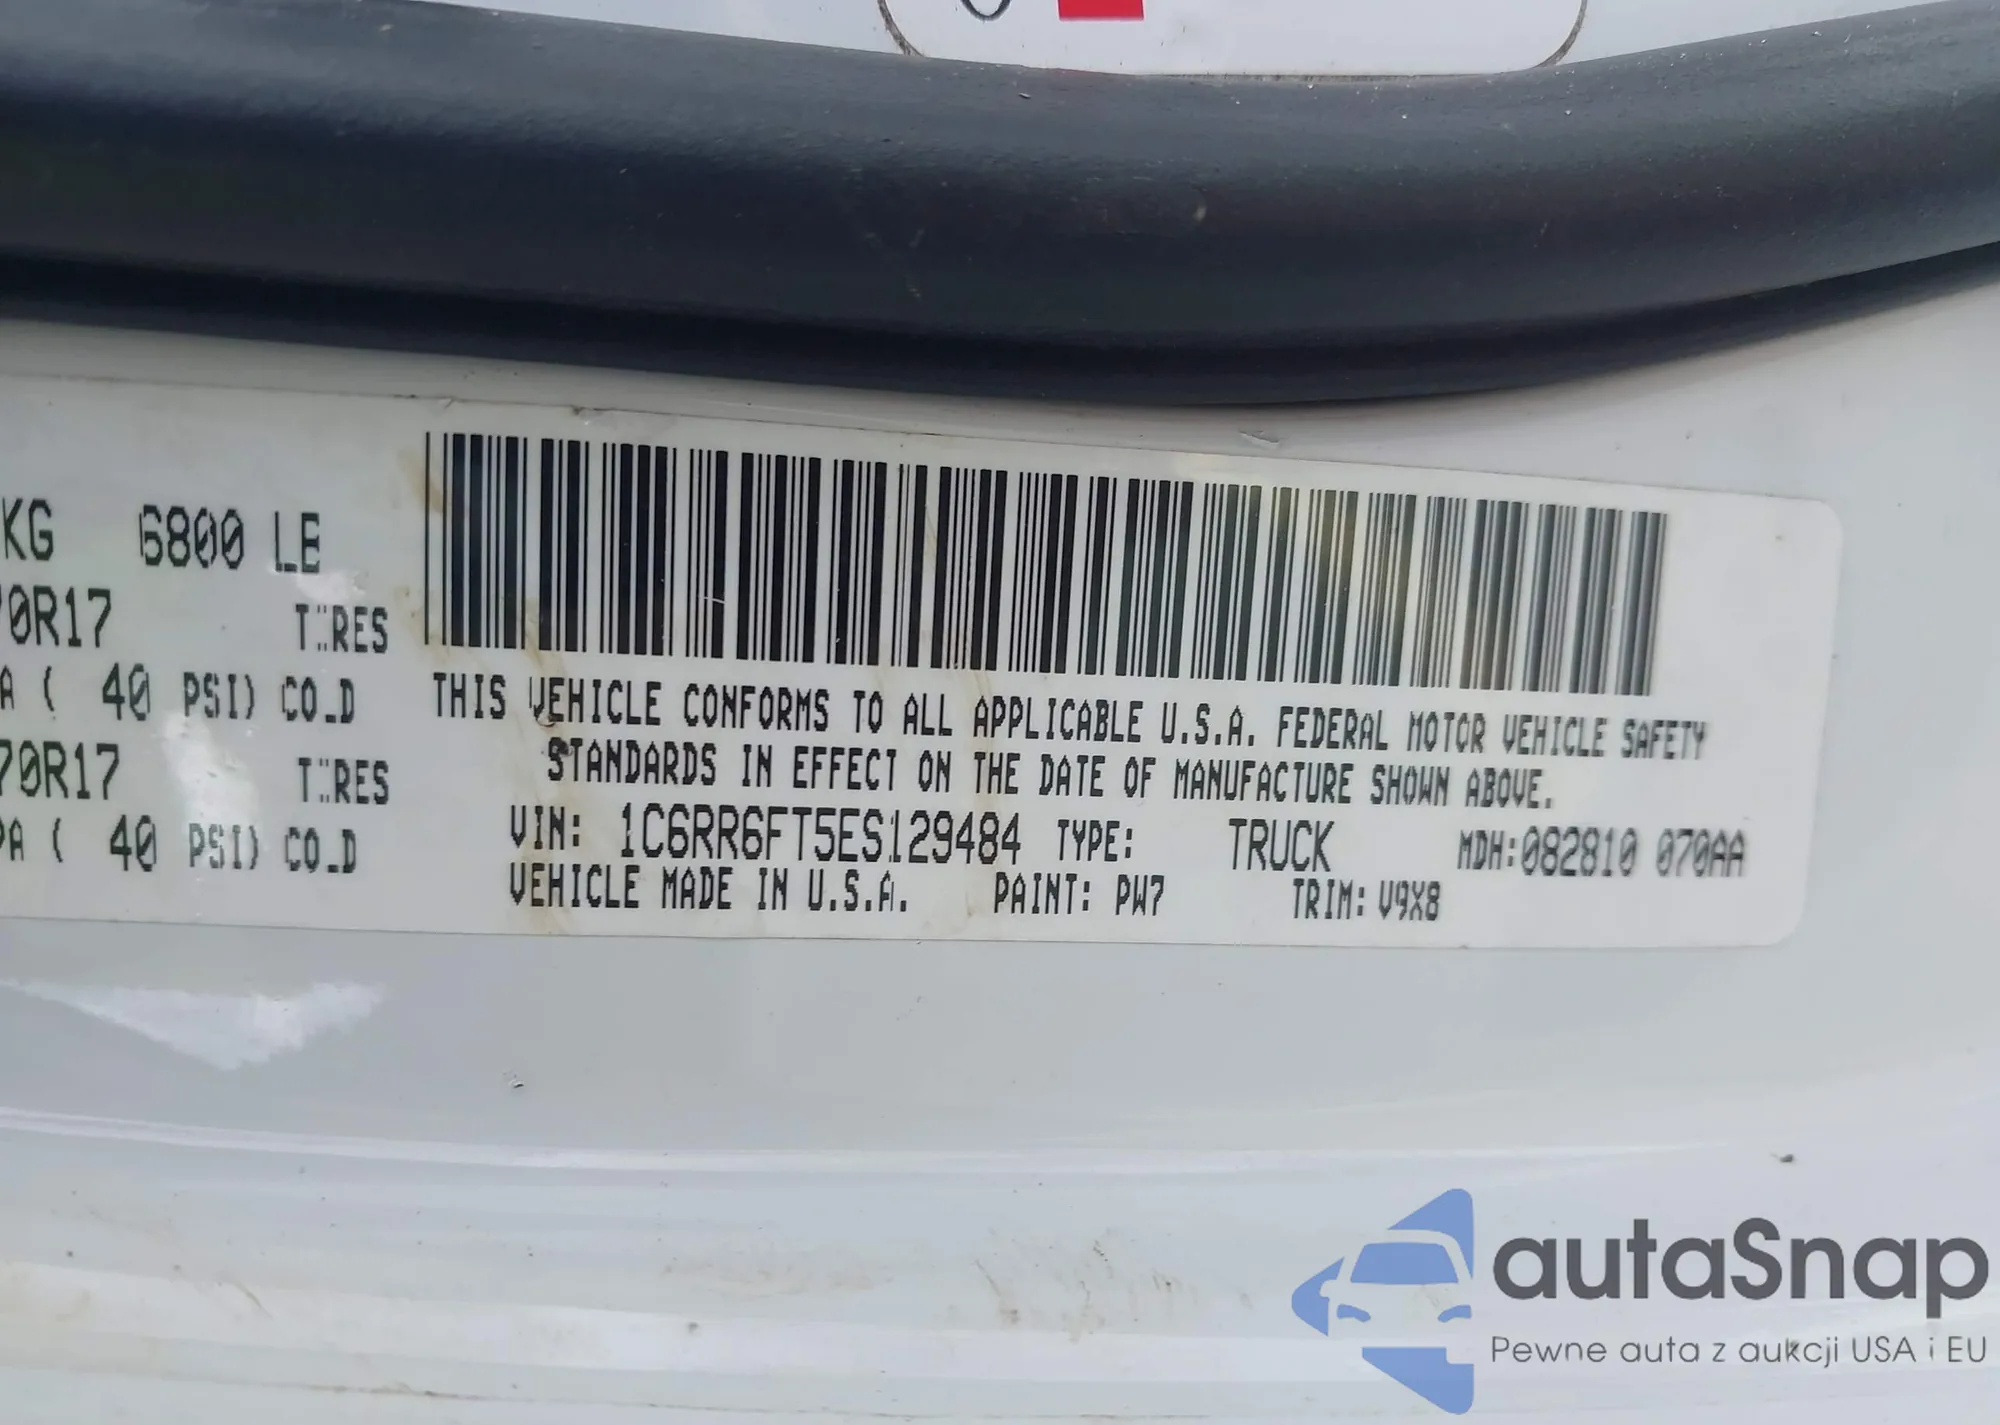 KG 6800 LB
70R17 TIRES
A ( 40 PSI) COLD
70R17 TIRES
PA ( 40 PSI) COLD
THIS VEHICLE CONFORMS TO ALL APPLICABLE U.S.A. FEDERAL MOTOR VEHICLE SAFETY
STANDARDS IN EFFECT ON THE DATE OF MANUFACTURE SHOWN ABOVE.
VIN: 1C6RR6FT5ES129484 TYPE: TRUCK MDH:082810 070AA
VEHICLE MADE IN U.S.A. PAINT: PW7 TRIM: V9X8
autaSnap
Pewne auta z aukcji USA i EU